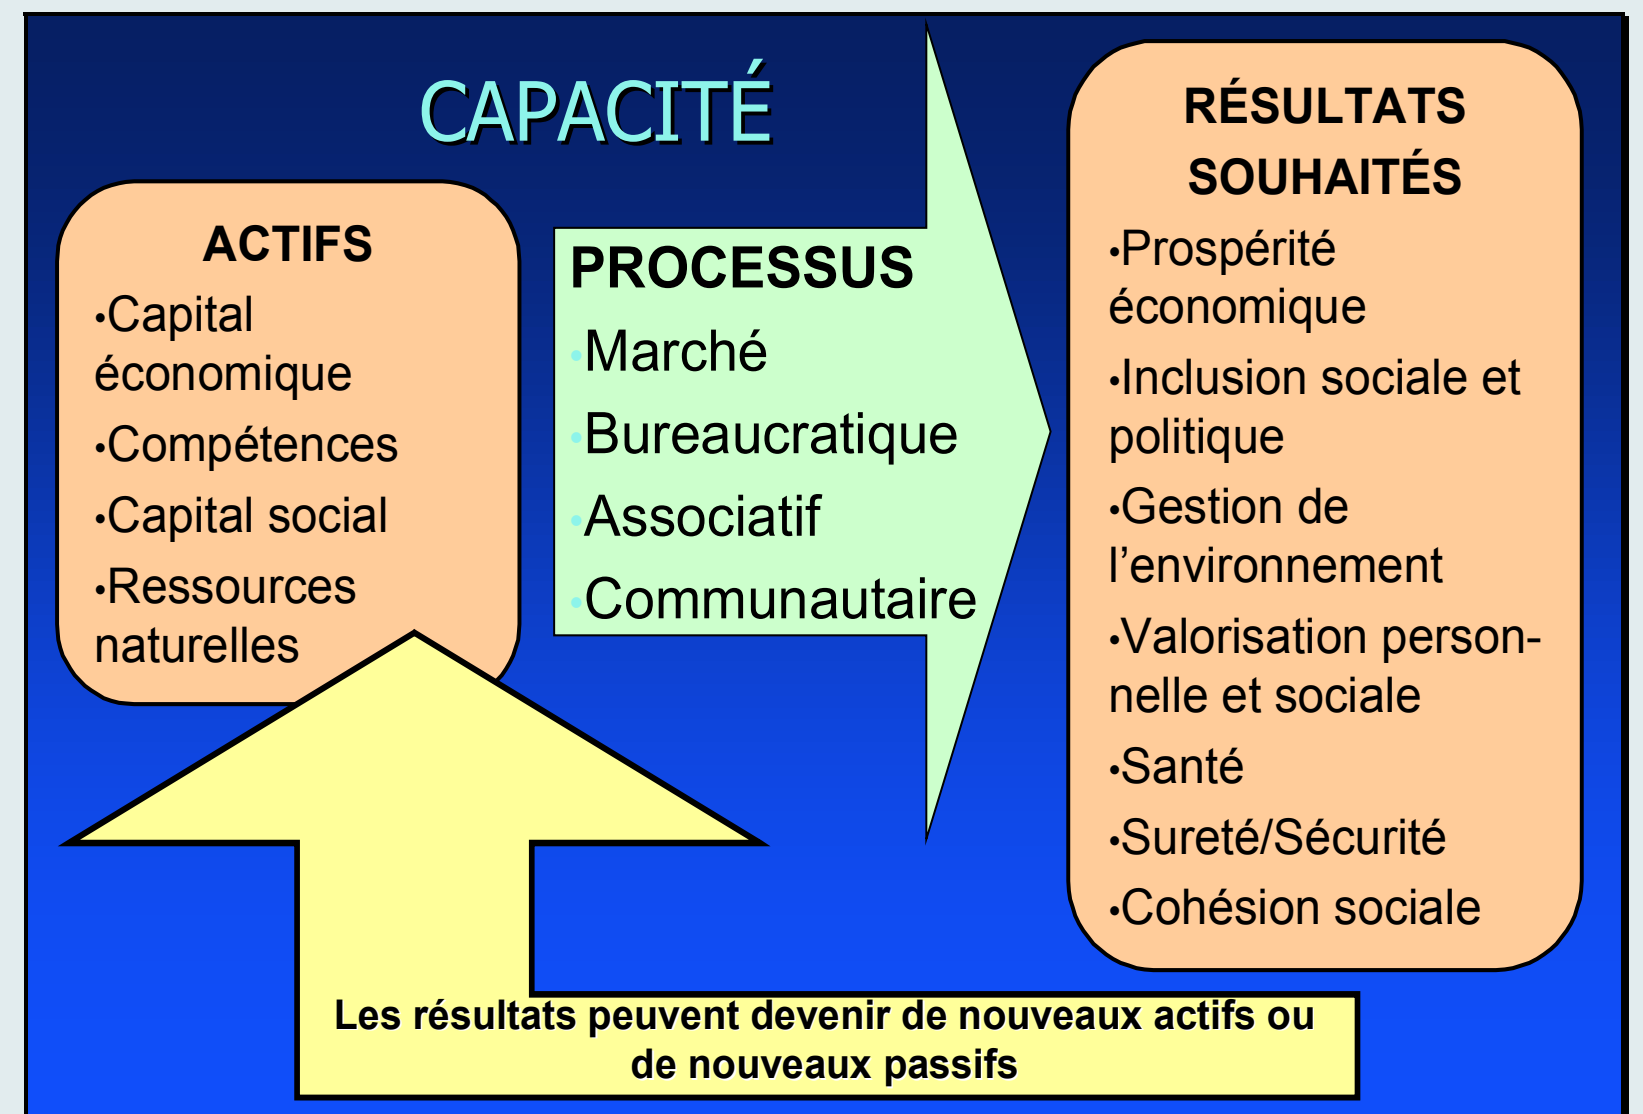 CAPACITÉ
ACTIFS
•Capital
économique
•Compétences
•Capital social
•Ressources
naturelles
PROCESSUS
•Marché
•Bureaucratique
•Associatif
•Communautaire
RÉSULTATS
SOUHAITÉS
•Prospérité
économique
•Inclusion sociale et
politique
•Gestion de
l’environnement
•Valorisation person-
nelle et sociale
•Santé
•Sureté/Sécurité
•Cohésion sociale
Les résultats peuvent devenir de nouveaux actifs ou
de nouveaux passifs